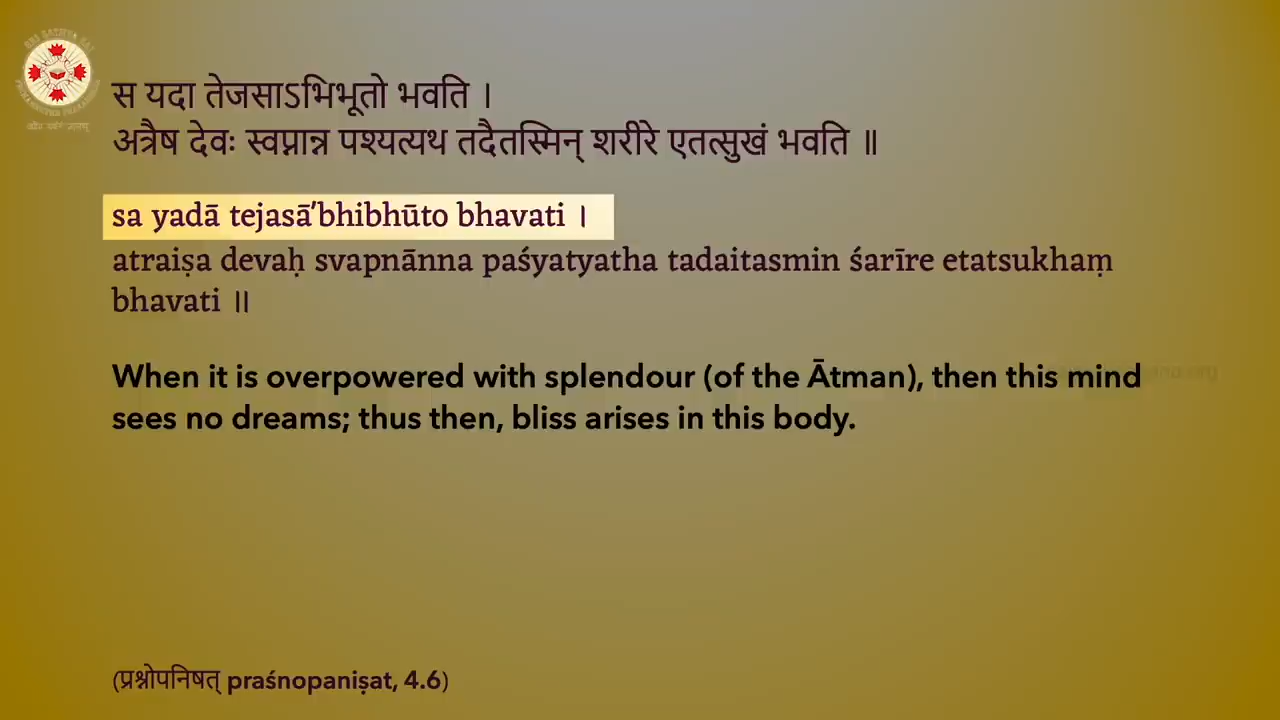 स यदा तेजसाऽभिभूतो भवति ।
अत्रैष देवः स्वप्नान्न पश्यत्यथ तदैतस्मिन् शरीरे एतत्सुखं भवति ॥
sa yadā tejasā’bhibhūto bhavati ।
atraiṣa devaḥ svapnānna paśyatyatha tadaitasmin śarīre etatsukhaṃ
bhavati ॥
When it is overpowered with splendour (of the Ātman), then this mind
sees no dreams; thus then, bliss arises in this body.
(प्रश्नोपनिषत् praśnopaniṣat, 4.6)